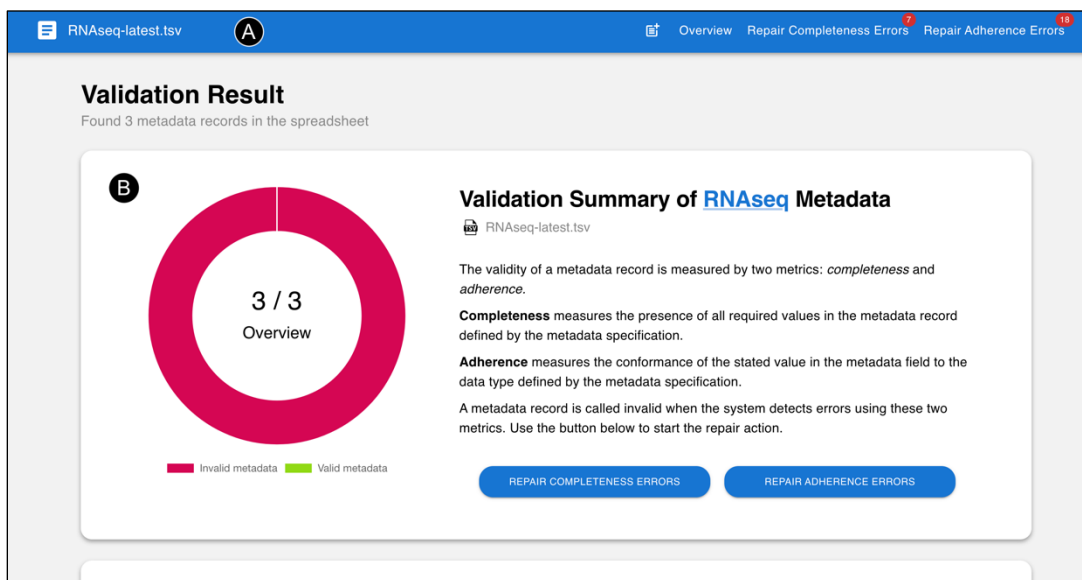 RNAseq-latest.tsv
A
Overview
Repair Completeness Errors
7
Repair Adherence Errors
18
Validation Result
Found 3 metadata records in the spreadsheet
B
3 / 3
Overview
Invalid metadata
Valid metadata
Validation Summary of RNAseq Metadata
TSV
RNAseq-latest.tsv
The validity of a metadata record is measured by two metrics: completeness and
adherence.
Completeness measures the presence of all required values in the metadata record
defined by the metadata specification.
Adherence measures the conformance of the stated value in the metadata field to the
data type defined by the metadata specification.
A metadata record is called invalid when the system detects errors using these two
metrics. Use the button below to start the repair action.
REPAIR COMPLETENESS ERRORS
REPAIR ADHERENCE ERRORS